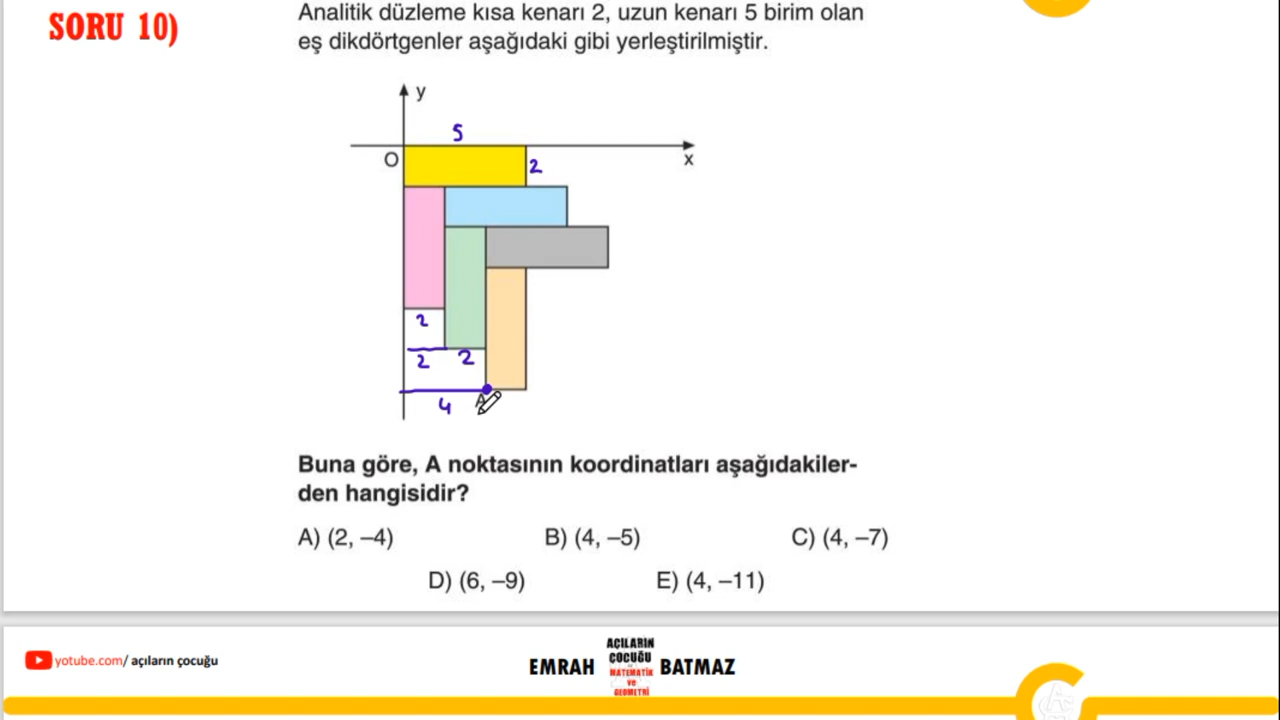 SORU 10)
Analitik düzleme kısa kenarı 2, uzun kenarı 5 birim olan
eş dikdörtgenler aşağıdaki gibi yerleştirilmiştir.
y
5
O
x
2
2
2
2
4
A
Buna göre, A noktasının koordinatları aşağıdakiler-
den hangisidir?
A) (2, –4)
B) (4, –5)
C) (4, –7)
D) (6, –9)
E) (4, –11)
yotube.com/ açıların çocuğu
EMRAH
AÇILARIN
ÇOCUĞU
MATEMATİK
ve
GEOMETRİ
BATMAZ